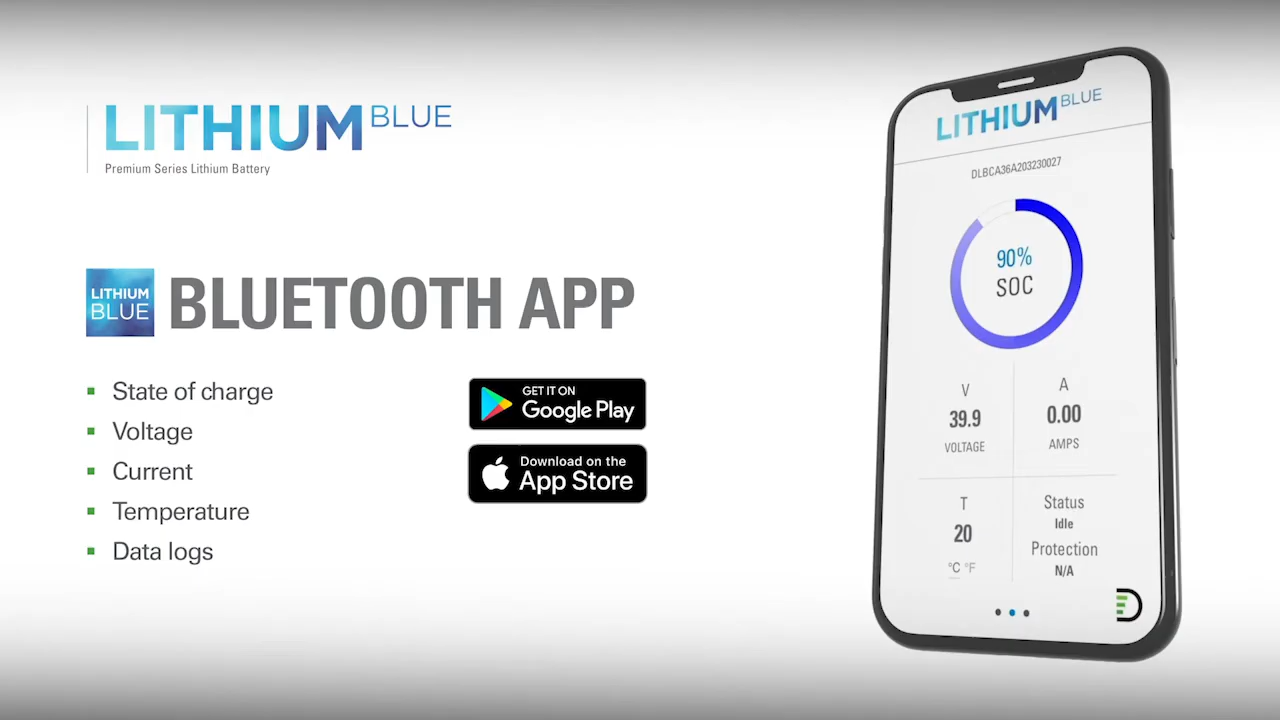 LITHIUM BLUE
Premium Series Lithium Battery
LITHIUM
BLUE
BLUETOOTH APP
State of charge
Voltage
Current
Temperature
Data logs
GET IT ON
Google Play
Download on the
App Store
LITHIUM BLUE
DLBCA36A203230027
90%
SOC
V
39.9
VOLTAGE
A
0.00
AMPS
T
20
°C °F
Status
Idle
Protection
N/A